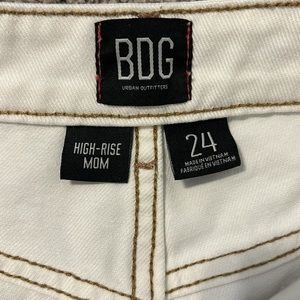 BDG
URBAN OUTFITTERS
HIGH-RISE
MOM
24
MADE IN VIETNAM
FABRIQUÉ EN VIETNAM